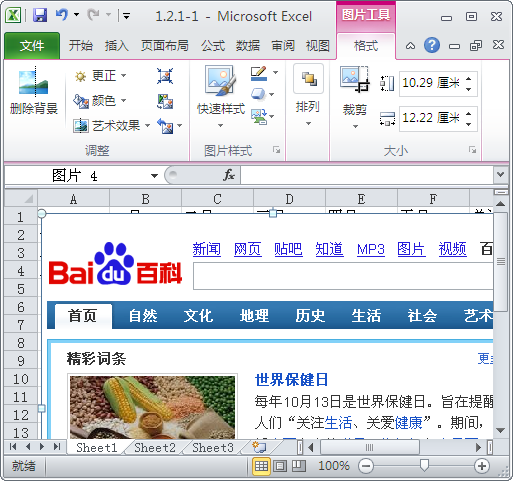 1.2.1-1 - Microsoft Excel 图片工具
文件 开始 插入 页面布局 公式 数据 审阅 视图 格式
删除背景 更正 颜色 艺术效果 快速样式 排列 裁剪 10.29 厘米 12.22 厘米
调整 图片样式 大小
图片 4 fx
A B C D E F
1
2
3
4
5
6
7
8
9
10
11
12
13
新闻 网页 贴吧 知道 MP3 图片 视频 百
Bai du 百科
首页 自然 文化 地理 历史 生活 社会 艺术
精彩词条 更多
世界保健日
每年10月13日是世界保健日。旨在提醒
人们“关注生活、关爱健康”。期间，
Sheet1 Sheet2 Sheet3
就绪 100%